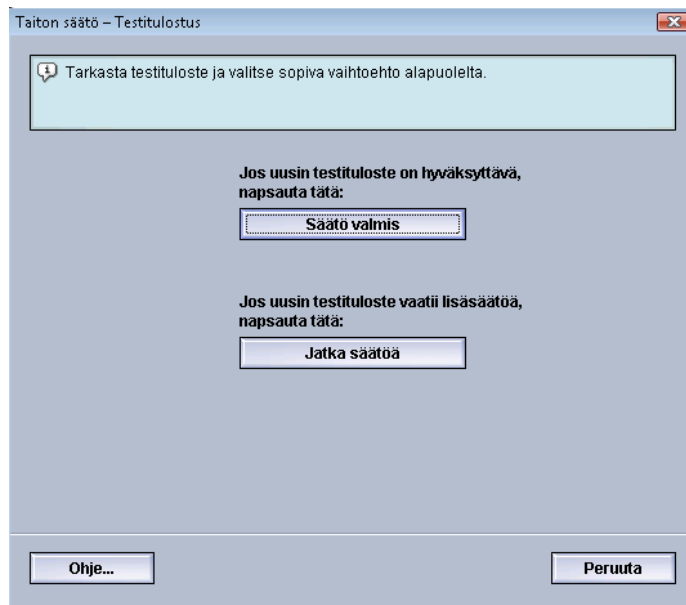 Taiton säätö – Testitulostus
Tarkasta testituloste ja valitse sopiva vaihtoehto alapuolelta.
Jos uusin testituloste on hyväksyttävä,
napsauta tätä:
Säätö valmis
Jos uusin testituloste vaatii lisäsäätöä,
napsauta tätä:
Jatka säätöä
Ohje...
Peruuta